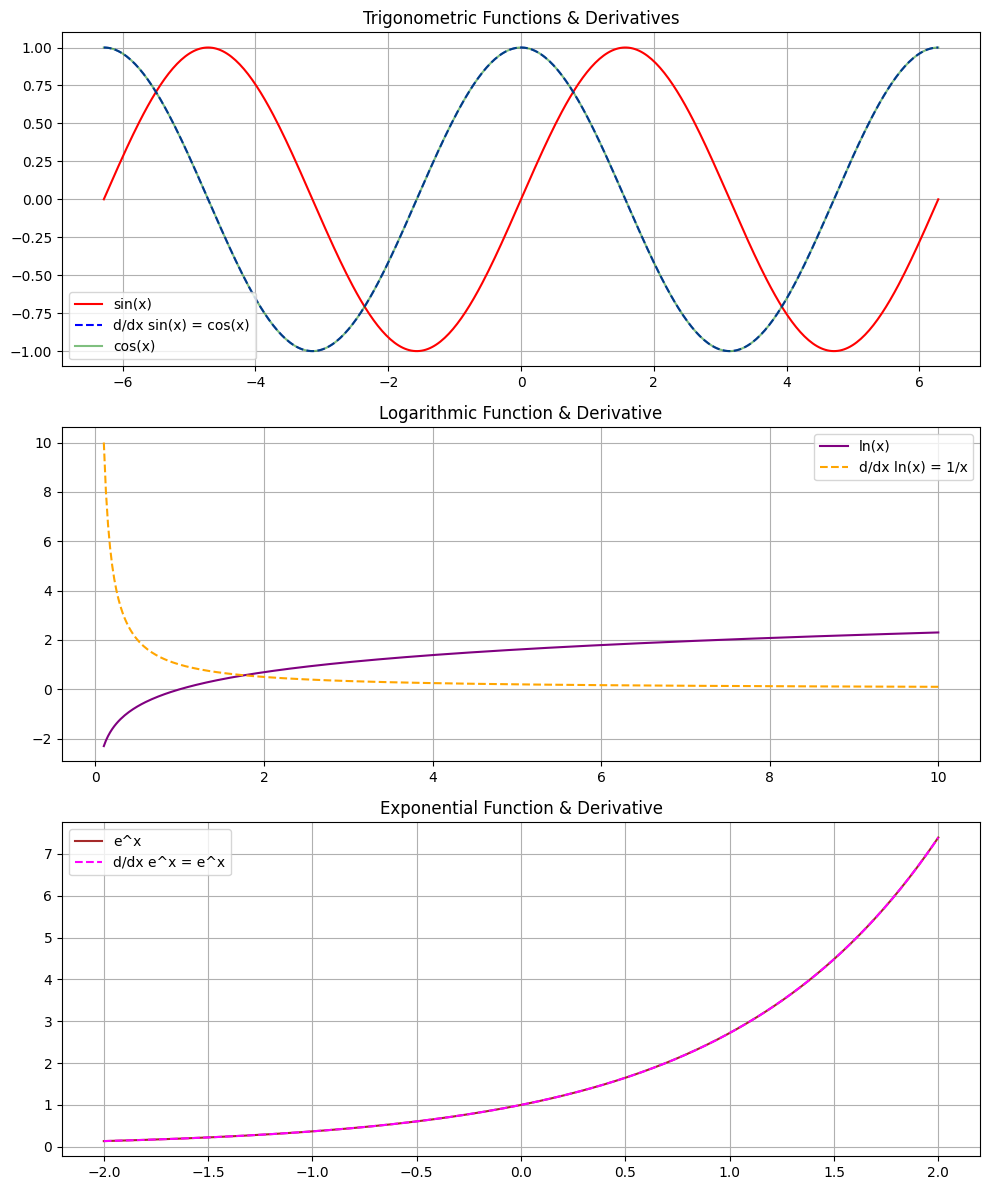 Trigonometric Functions & Derivatives
1.00
0.75
0.50
0.25
0.00
−0.25
−0.50
−0.75
−1.00
sin(x)
d/dx sin(x) = cos(x)
cos(x)
−6 −4 −2 0 2 4 6
Logarithmic Function & Derivative
10
8
6
4
2
0
−2
ln(x)
d/dx ln(x) = 1/x
0 2 4 6 8 10
Exponential Function & Derivative
e^x
d/dx e^x = e^x
7
6
5
4
3
2
1
0
−2.0 −1.5 −1.0 −0.5 0.0 0.5 1.0 1.5 2.0